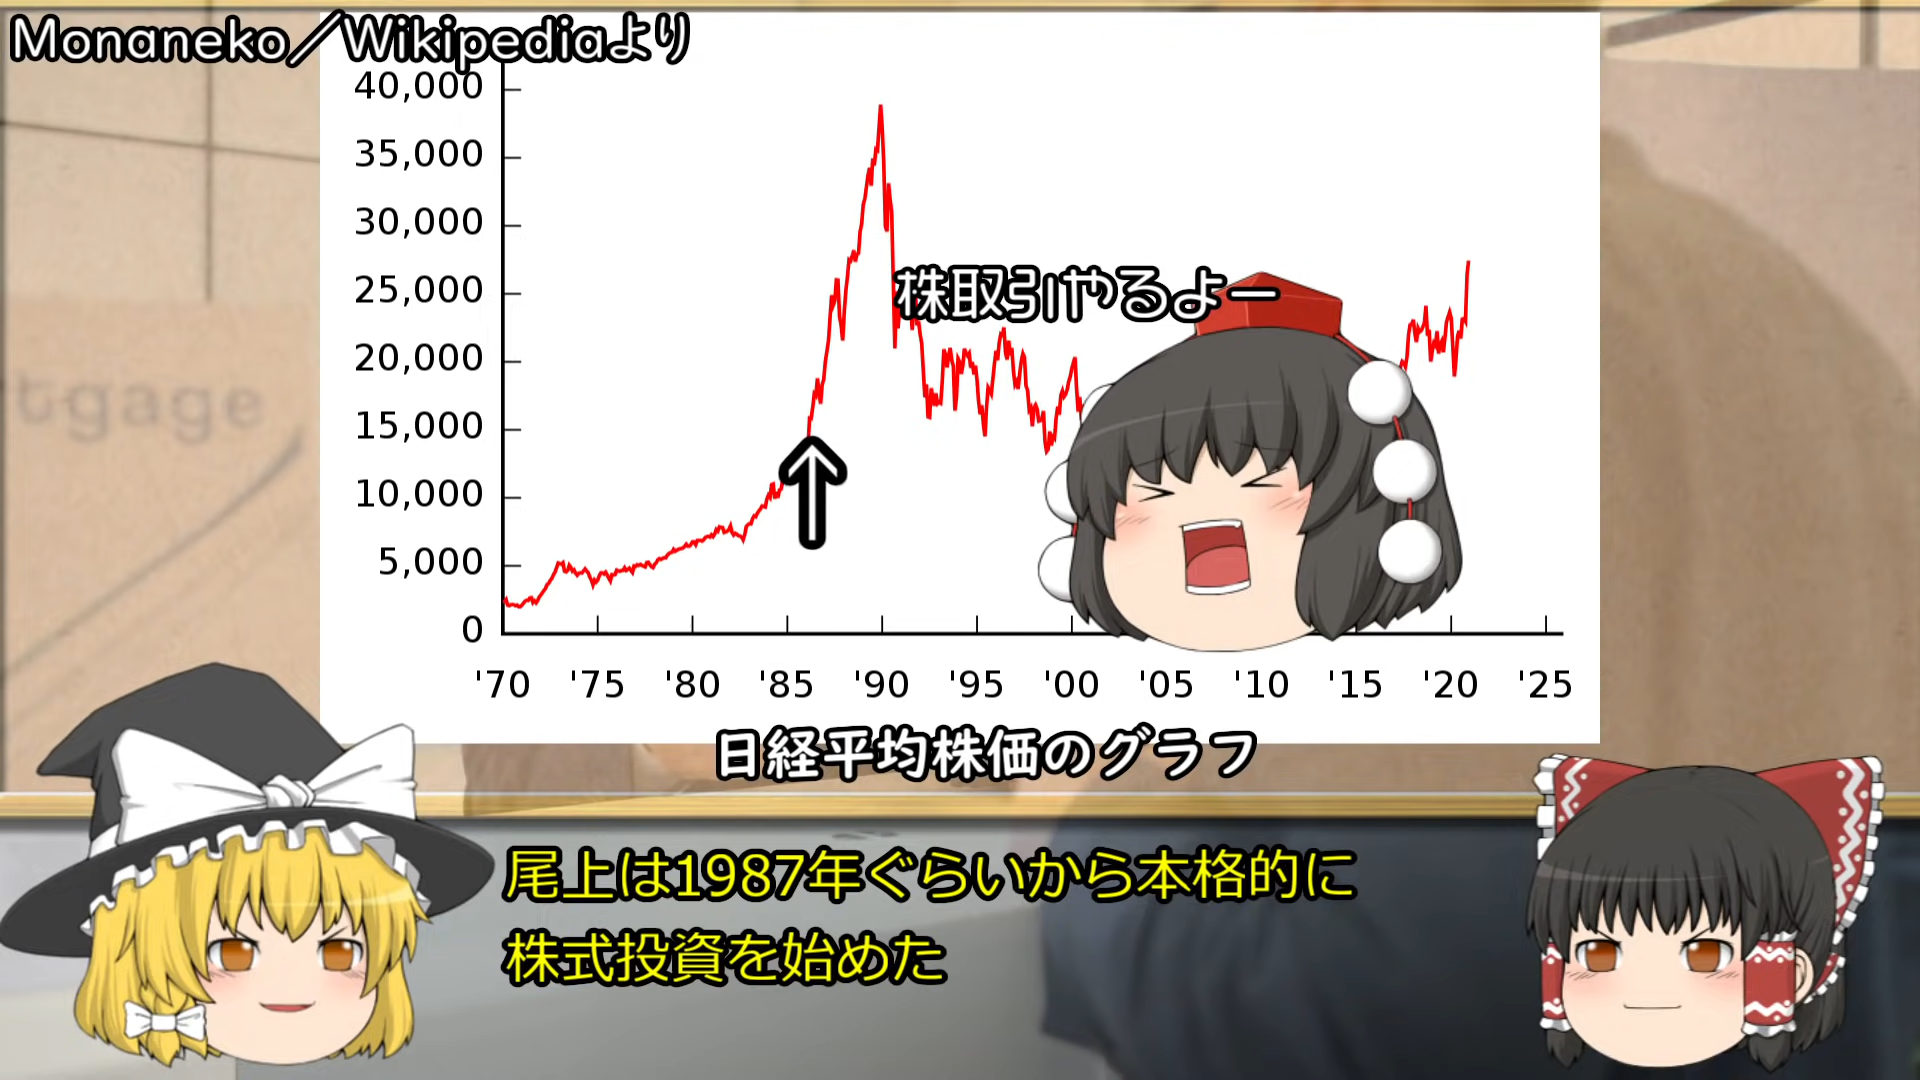 Monaneko／Wikipediaより
40,000
35,000
30,000
25,000
20,000
15,000
10,000
5,000
0
'70 '75 '80 '85 '90 '95 '00 '05 '10 '15 '20 '25
株取引やるよー
tgage
日経平均株価のグラフ
尾上は1987年ぐらいから本格的に
株式投資を始めた